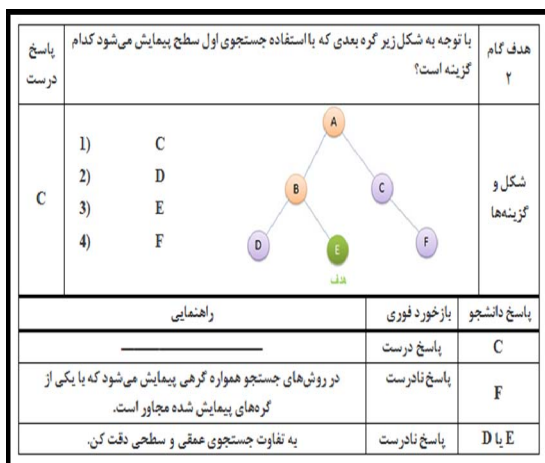 هدف گام
۲
با توجه به شکل زیر گره بعدی که با استفاده جستجوی اول سطح پیمایش می‌شود کدام
گزینه است؟
پاسخ
درست
شکل و
گزینه‌ها
1) C
2) D
3) E
4) F
A
B
C
D
E
F
هدف
C
پاسخ دانشجو
بازخورد فوری
راهنمایی
C
پاسخ درست
F
پاسخ نادرست
در روش‌های جستجو همواره گرهی پیمایش می‌شود که با یکی از
گره‌های پیمایش شده مجاور است.
E یا D
پاسخ نادرست
به تفاوت جستجوی عمقی و سطحی دقت کن.